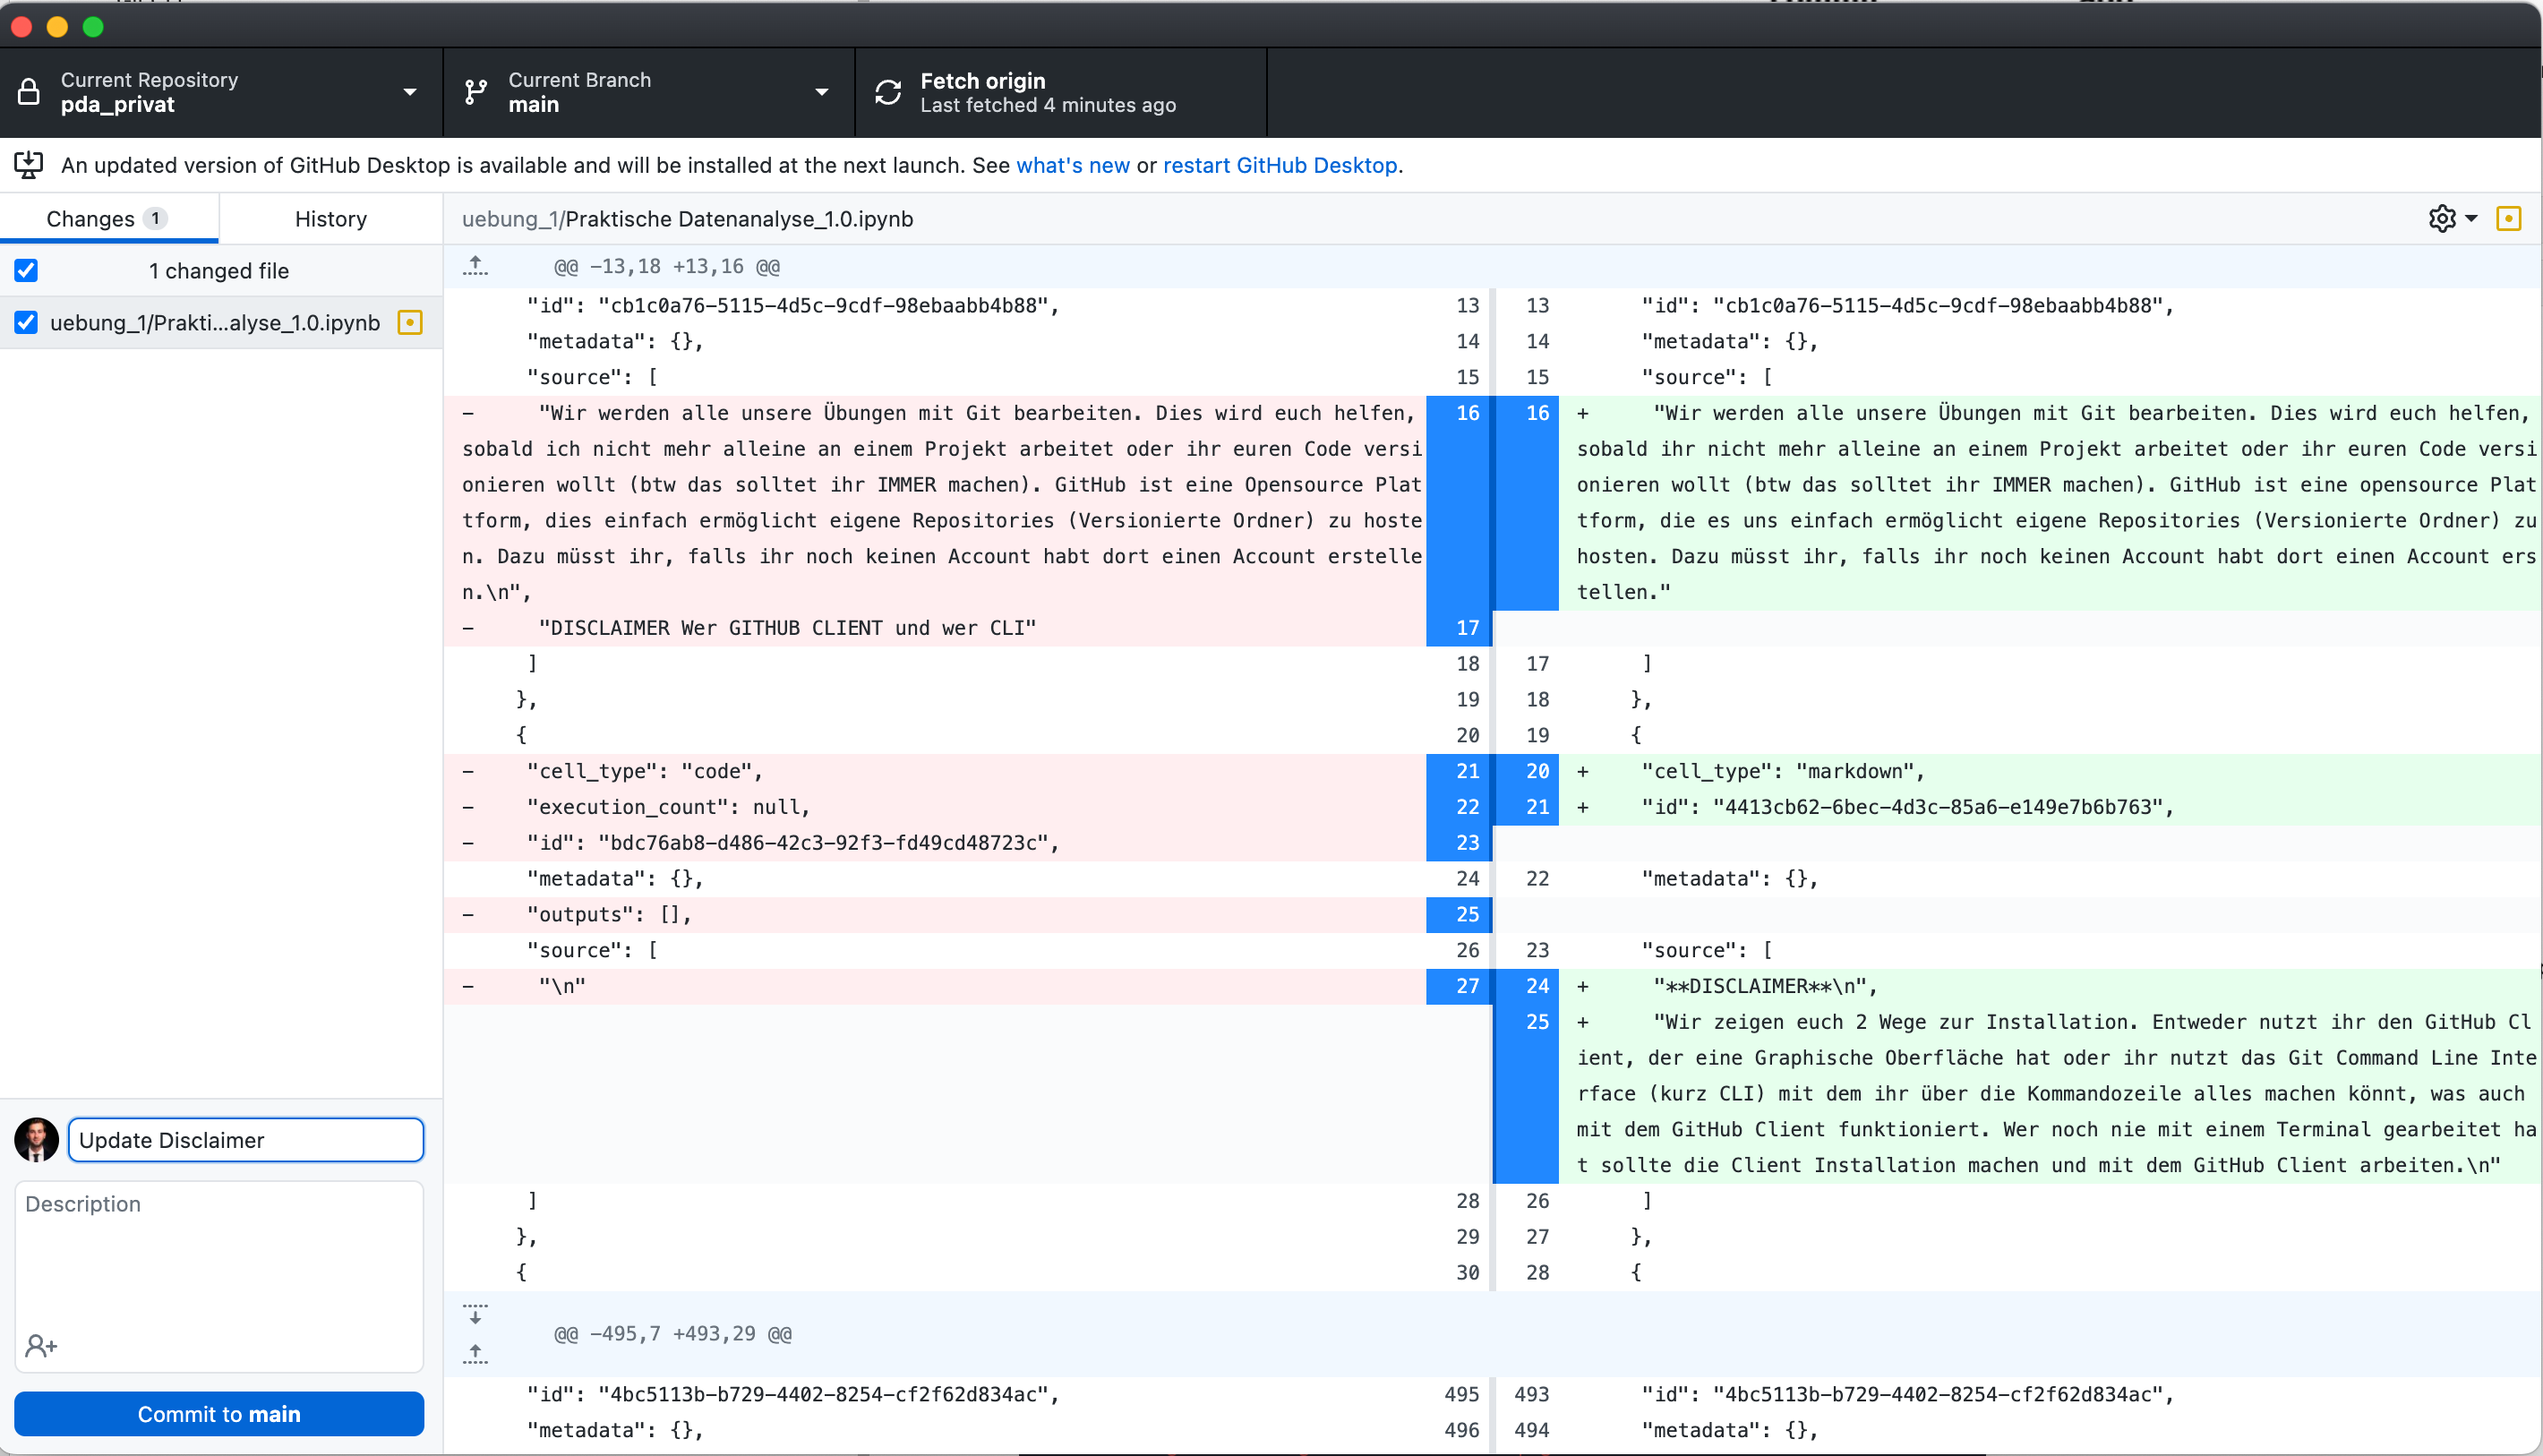 Current Repository
pda_privat
Current Branch
main
Fetch origin
Last fetched 4 minutes ago
An updated version of GitHub Desktop is available and will be installed at the next launch. See what's new or restart GitHub Desktop.
Changes 1
History
uebung_1/Praktische Datenanalyse_1.0.ipynb
1 changed file
uebung_1/Prakti...alyse_1.0.ipynb
@@ -13,18 +13,16 @@
"id": "cb1c0a76-5115-4d5c-9cdf-98ebaabb4b88", 13
"metadata": {}, 14
"source": [ 15
- "Wir werden alle unsere Übungen mit Git bearbeiten. Dies wird euch helfen, 16
sobald ich nicht mehr alleine an einem Projekt arbeitet oder ihr euren Code versi
onieren wollt (btw das solltet ihr IMMER machen). GitHub ist eine Opensource Plat
tform, dies einfach ermöglicht eigene Repositories (Versionierte Ordner) zu hoste
n. Dazu müsst ihr, falls ihr noch keinen Account habt dort einen Account erstelle
n.\n",
- "DISCLAIMER Wer GITHUB CLIENT und wer CLI" 17
] 18
}, 19
{ 20
- "cell_type": "code", 21
- "execution_count": null, 22
- "id": "bdc76ab8-d486-42c3-92f3-fd49cd48723c", 23
"metadata": {}, 24
- "outputs": [], 25
"source": [ 26
- "\n" 27
] 28
}, 29
{ 30
13 "id": "cb1c0a76-5115-4d5c-9cdf-98ebaabb4b88",
14 "metadata": {},
15 "source": [
16 + "Wir werden alle unsere Übungen mit Git bearbeiten. Dies wird euch helfen,
sobald ihr nicht mehr alleine an einem Projekt arbeitet oder ihr euren Code versi
onieren wollt (btw das solltet ihr IMMER machen). GitHub ist eine opensource Plat
tform, die es uns einfach ermöglicht eigene Repositories (Versionierte Ordner) zu
hosten. Dazu müsst ihr, falls ihr noch keinen Account habt dort einen Account ers
tellen."
17 ]
18 },
19 {
20 + "cell_type": "markdown",
21 + "id": "4413cb62-6bec-4d3c-85a6-e149e7b6b763",
22 "metadata": {},
23 "source": [
24 + "**DISCLAIMER**\n",
25 + "Wir zeigen euch 2 Wege zur Installation. Entweder nutzt ihr den GitHub Cl
ient, der eine Graphische Oberfläche hat oder ihr nutzt das Git Command Line Inte
rface (kurz CLI) mit dem ihr über die Kommandozeile alles machen könnt, was auch
mit dem GitHub Client funktioniert. Wer noch nie mit einem Terminal gearbeitet ha
t sollte die Client Installation machen und mit dem GitHub Client arbeiten.\n"
26 ]
27 },
28 {
@@ -495,7 +493,29 @@
"id": "4bc5113b-b729-4402-8254-cf2f62d834ac", 495
"metadata": {}, 496
493 "id": "4bc5113b-b729-4402-8254-cf2f62d834ac",
494 "metadata": {},
Update Disclaimer
Description
Commit to main